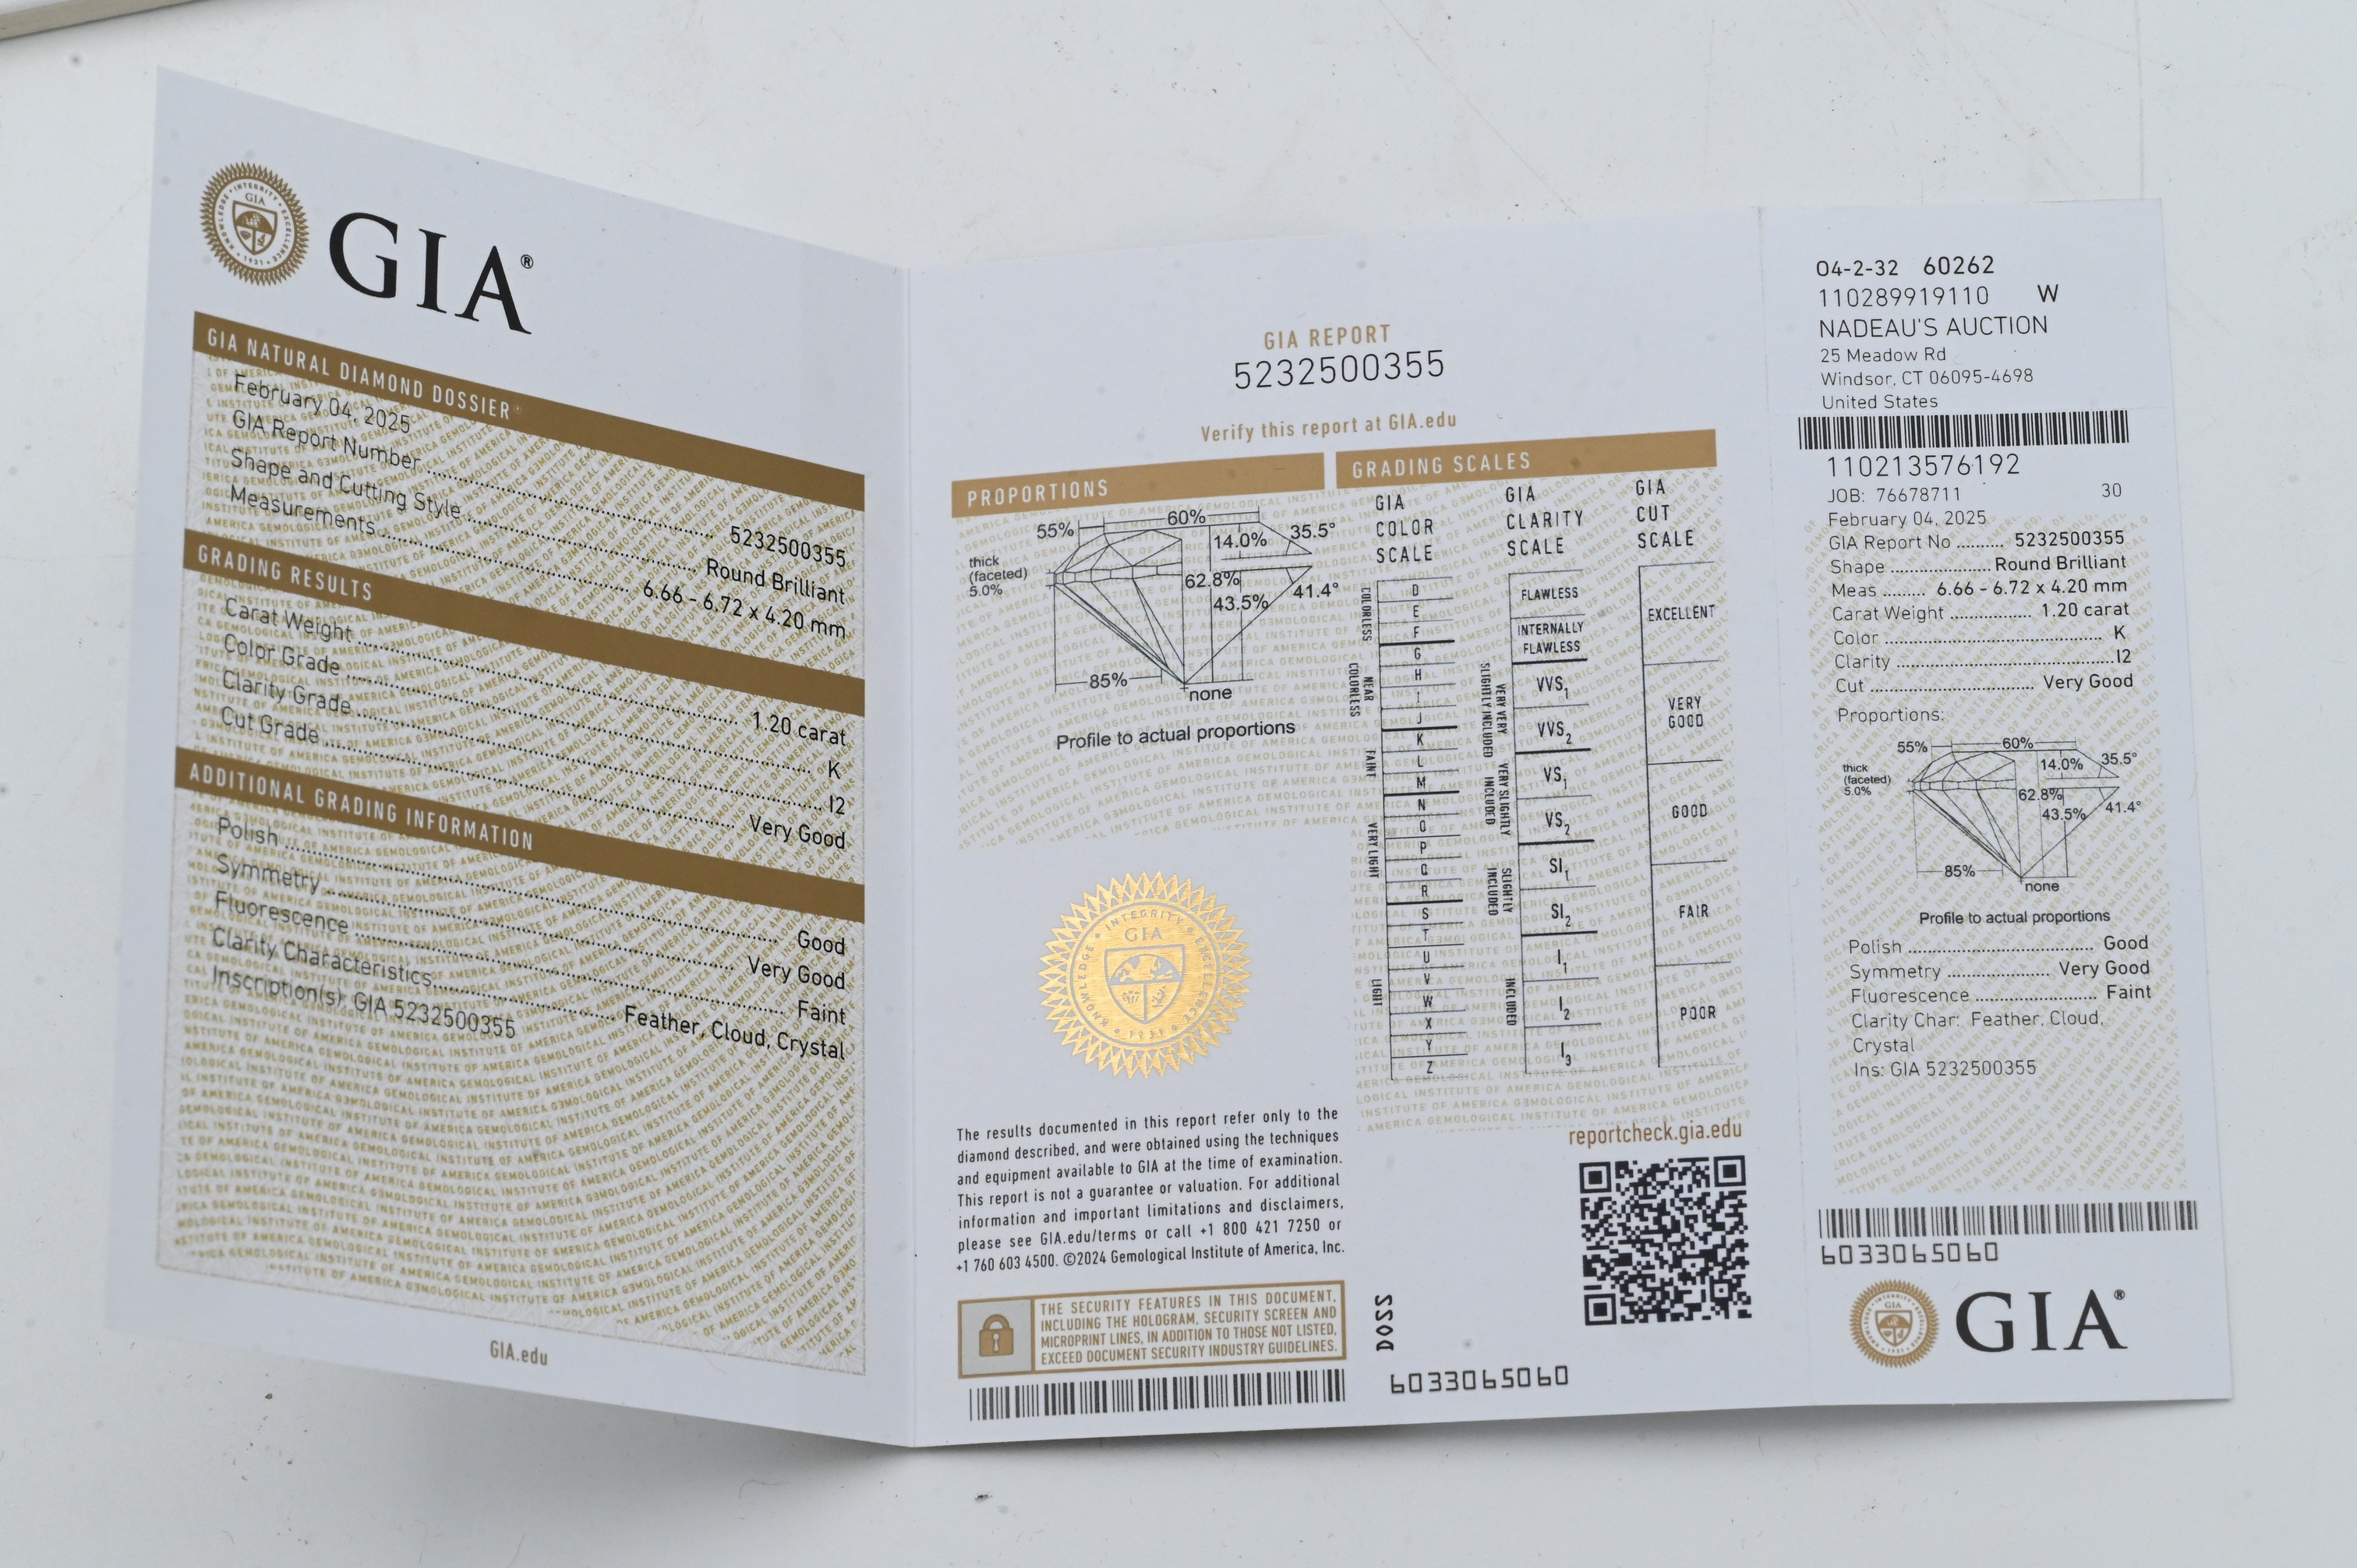 GIA®
GIA NATURAL DIAMOND DOSSIER
February 04, 2025
GIA Report Number 5232500355
Shape and Cutting Style Round Brilliant
Measurements 6.66 - 6.72 x 4.20 mm
GRADING RESULTS
Carat Weight 1.20 carat
Color Grade K
Clarity Grade I2
Cut Grade Very Good
ADDITIONAL GRADING INFORMATION
Polish Good
Symmetry Very Good
Fluorescence Faint
Clarity Characteristics Feather, Cloud, Crystal
Inscription(s): GIA 5232500355
GIA.edu
GIA REPORT
5232500355
Verify this report at GIA.edu
PROPORTIONS
55%
60%
14.0%
35.5°
thick
(faceted)
5.0%
62.8%
43.5%
41.4°
85%
none
Profile to actual proportions
GRADING SCALES
GIA
COLOR
SCALE
COLORLESS
D
E
F
NEAR
COLORLESS
G
H
I
J
FAINT
K
L
M
VERY LIGHT
N
O
P
Q
R
LIGHT
S
T
U
V
W
X
Y
Z
GIA
CLARITY
SCALE
FLAWLESS
INTERNALLY
FLAWLESS
VERY VERY
SLIGHTLY INCLUDED
VVS1
VVS2
VERY SLIGHTLY
INCLUDED
VS1
VS2
SLIGHTLY
INCLUDED
SI1
SI2
INCLUDED
I1
I2
I3
GIA
CUT
SCALE
EXCELLENT
VERY
GOOD
GOOD
FAIR
POOR
INTEGRITY EXCELLENCE 1931 KNOWLEDGE
GIA
The results documented in this report refer only to the
diamond described, and were obtained using the techniques
and equipment available to GIA at the time of examination.
This report is not a guarantee or valuation. For additional
information and important limitations and disclaimers,
please see GIA.edu/terms or call +1 800 421 7250 or
+1 760 603 4500. ©2024 Gemological Institute of America, Inc.
THE SECURITY FEATURES IN THIS DOCUMENT,
INCLUDING THE HOLOGRAM, SECURITY SCREEN AND
MICROPRINT LINES, IN ADDITION TO THOSE NOT LISTED,
EXCEED DOCUMENT SECURITY INDUSTRY GUIDELINES.
reportcheck.gia.edu
DOSS
6033065060
04-2-32 60262
110289919110 W
NADEAU'S AUCTION
25 Meadow Rd
Windsor, CT 06095-4698
United States
110213576192
JOB: 76678711 30
February 04, 2025
GIA Report No 5232500355
Shape Round Brilliant
Meas 6.66 - 6.72 x 4.20 mm
Carat Weight 1.20 carat
Color K
Clarity I2
Cut Very Good
Proportions:
55%
60%
14.0%
35.5°
thick
(faceted)
5.0%
62.8%
43.5%
41.4°
85%
none
Profile to actual proportions
Polish Good
Symmetry Very Good
Fluorescence Faint
Clarity Char: Feather, Cloud,
Crystal
Ins: GIA 5232500355
6033065060
GIA®